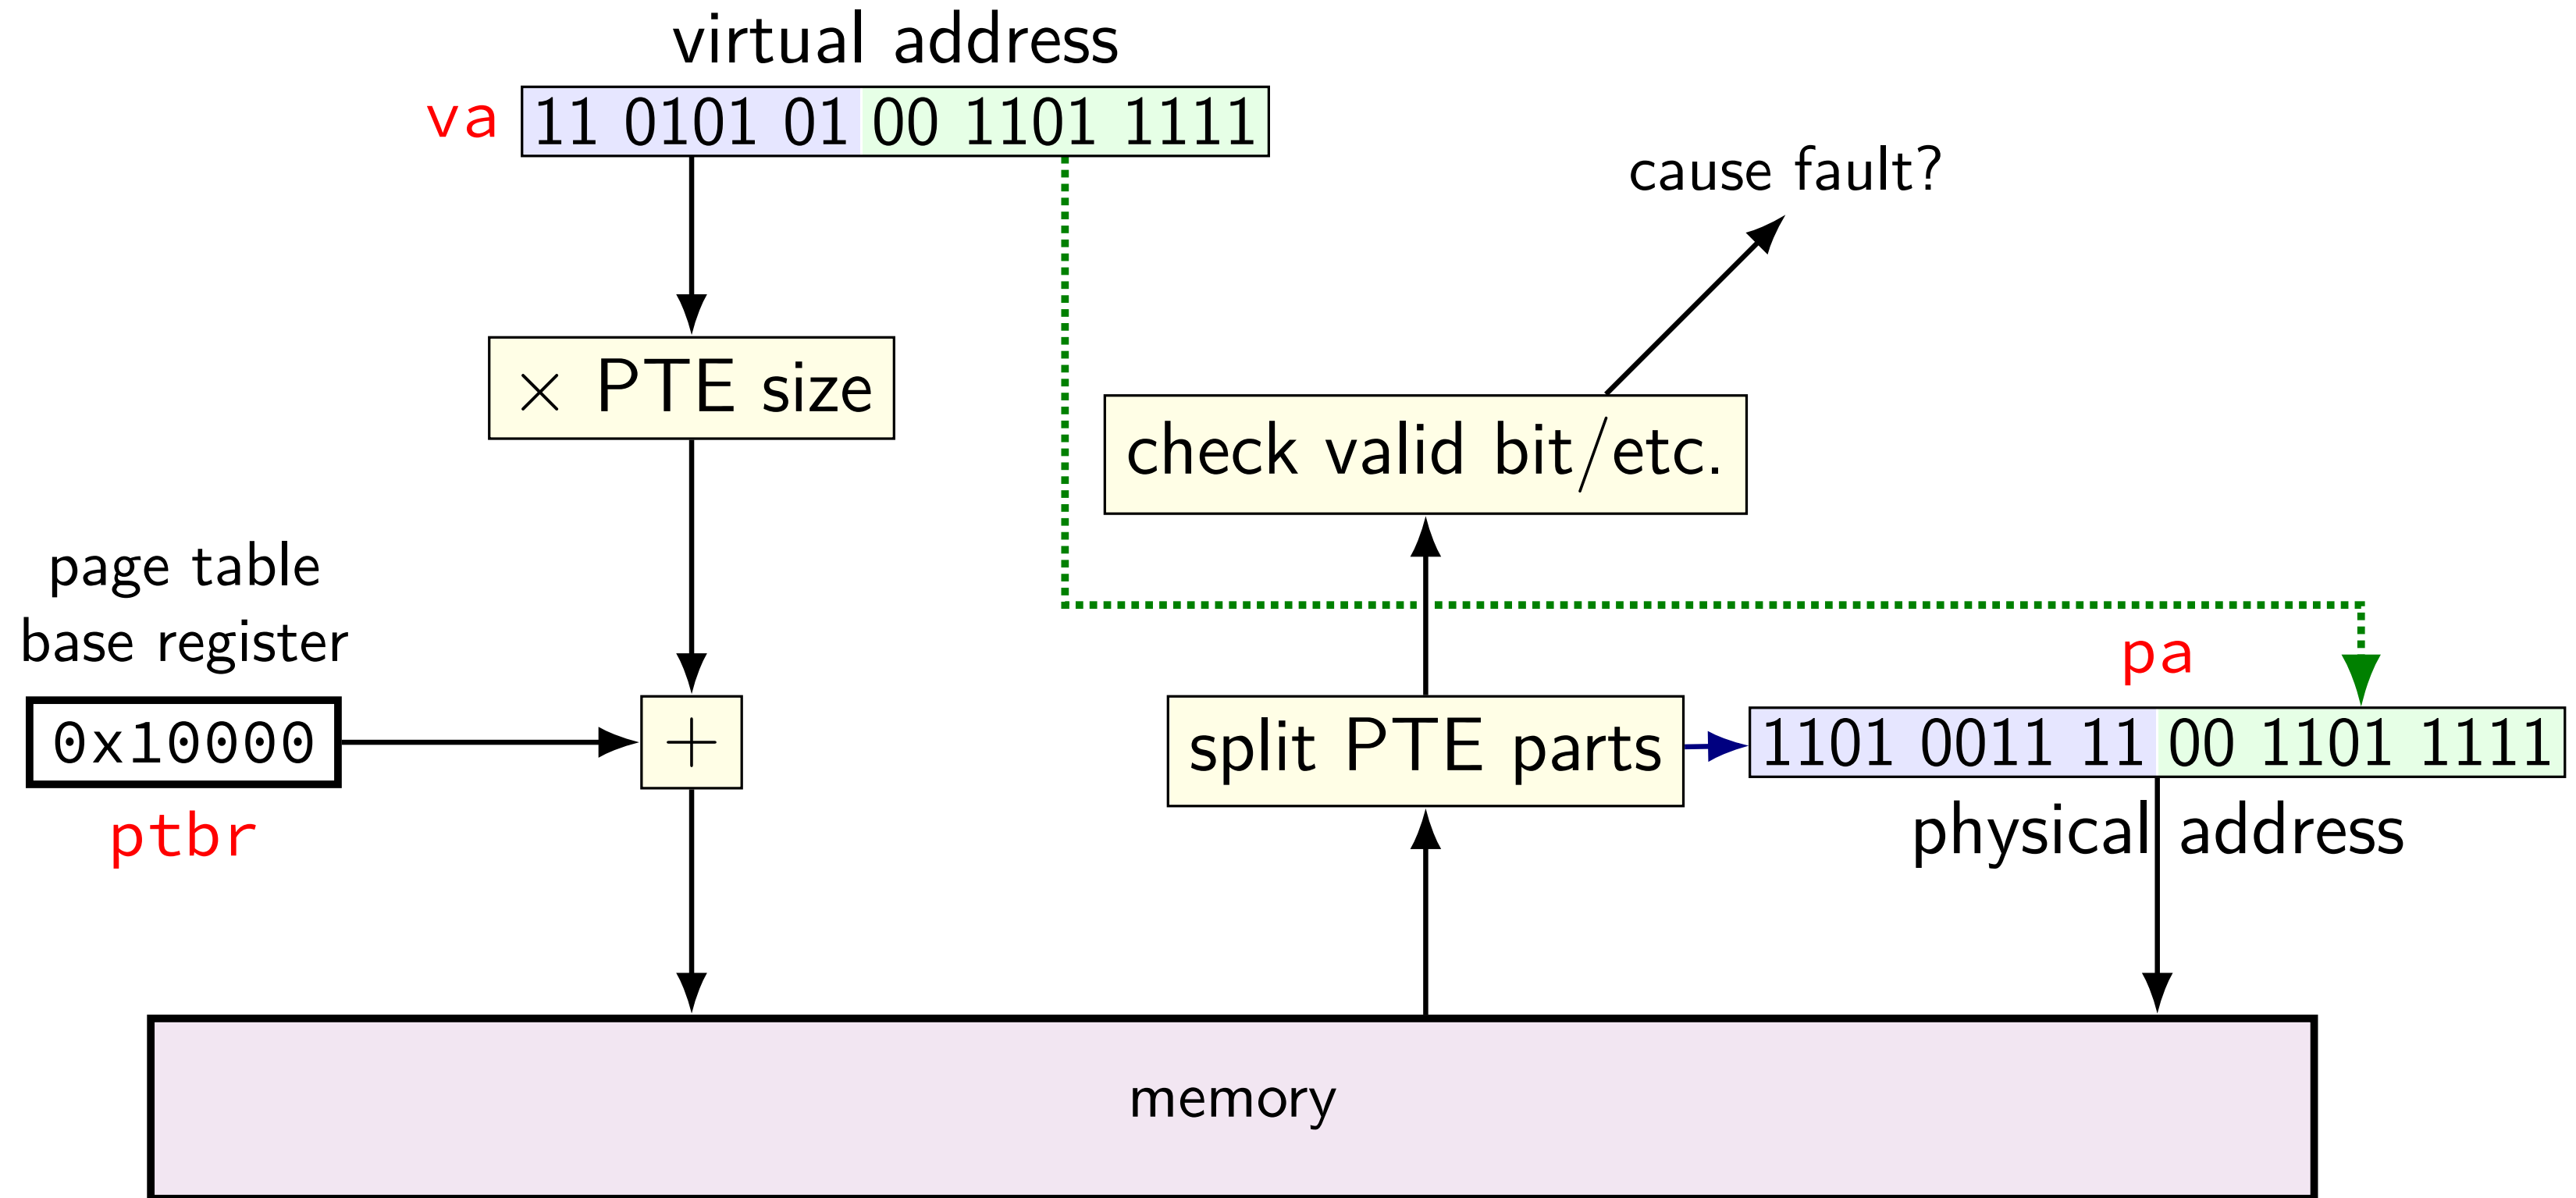 virtual address
va
11 0101 01 00 1101 1111
cause fault?
× PTE size
check valid bit/etc.
page table
base register
pa
0x10000
+
split PTE parts
1101 0011 11 00 1101 1111
ptbr
physical address
memory